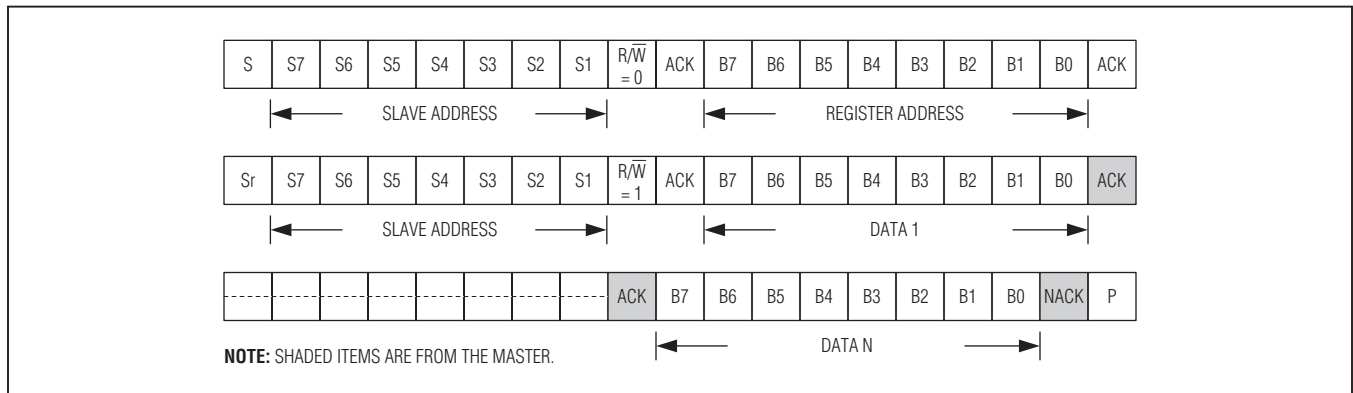 S S7 S6 S5 S4 S3 S2 S1 R/W̅ = 0 ACK B7 B6 B5 B4 B3 B2 B1 B0 ACK
SLAVE ADDRESS REGISTER ADDRESS
Sr S7 S6 S5 S4 S3 S2 S1 R/W̅ = 1 ACK B7 B6 B5 B4 B3 B2 B1 B0 ACK
SLAVE ADDRESS DATA 1
ACK B7 B6 B5 B4 B3 B2 B1 B0 NACK P
DATA N
NOTE: SHADED ITEMS ARE FROM THE MASTER.